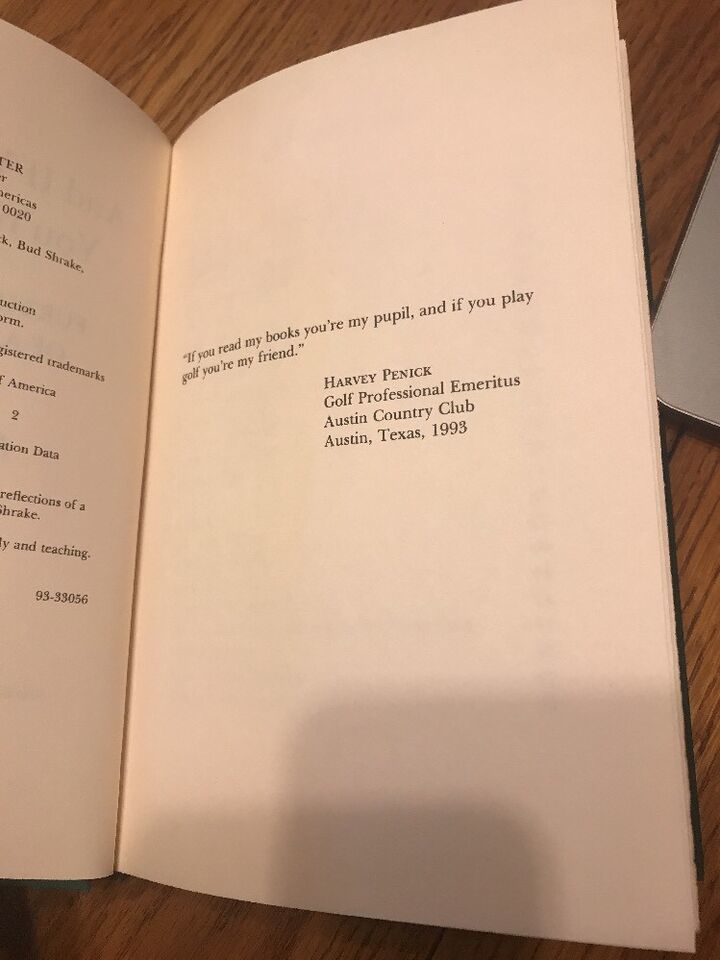 TER
r
ericas
0020
k, Bud Shrake,
uction
orm.
gistered trademarks
f America
2
ation Data
reflections of a
Shrake.
ly and teaching.
93-33056
"If you read my books you're my pupil, and if you play
golf you're my friend."
HARVEY PENICK
Golf Professional Emeritus
Austin Country Club
Austin, Texas, 1993